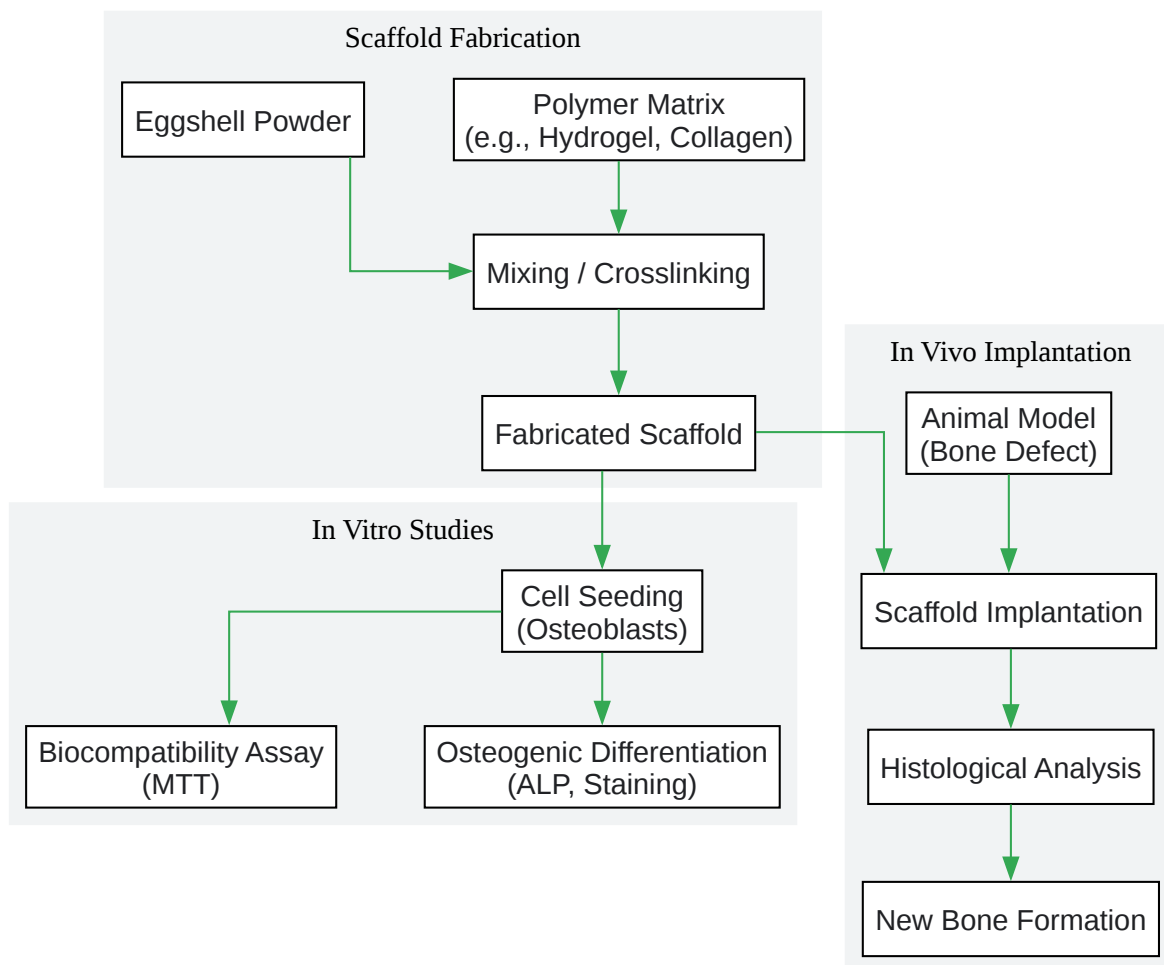 Scaffold Fabrication
Eggshell Powder
Polymer Matrix
(e.g., Hydrogel, Collagen)
Mixing / Crosslinking
Fabricated Scaffold
In Vitro Studies
Cell Seeding
(Osteoblasts)
Biocompatibility Assay
(MTT)
Osteogenic Differentiation
(ALP, Staining)
In Vivo Implantation
Animal Model
(Bone Defect)
Scaffold Implantation
Histological Analysis
New Bone Formation